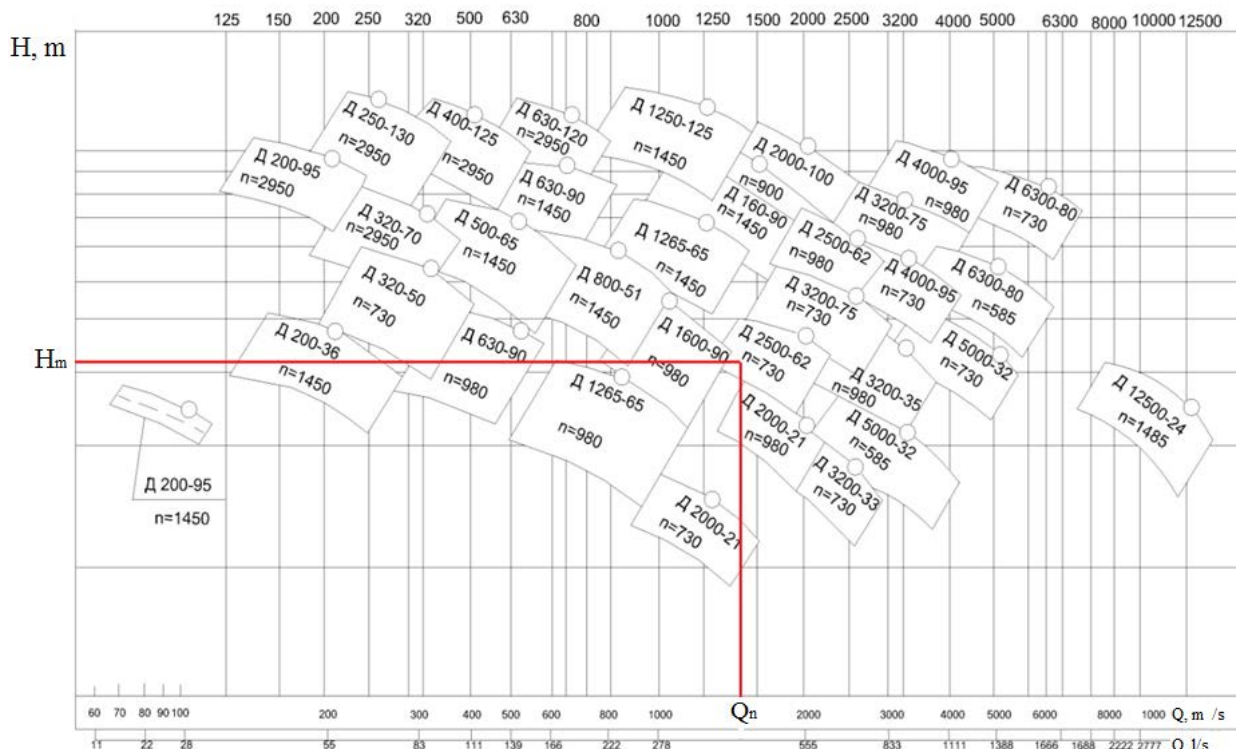 125 160 200 250 320 400 500 630 800 1000 1250 1500 2000 2500 3200 4000 5000 6300 8000 10000 12500
H, m
Д 250-130
n=2950
Д 400-125
n=2950
Д 630-120
n=2950
Д 1250-125
n=1450
Д 2000-100
n=900
Д 4000-95
n=980
Д 6300-80
n=730
Д 200-95
n=2950
Д 630-90
n=1450
Д 160-90
n=1450
Д 3200-75
n=980
Д 320-70
n=2950
Д 500-65
n=1450
Д 1265-65
n=1450
Д 2500-62
n=980
Д 4000-95
n=730
Д 6300-80
n=585
Д 320-50
n=730
Д 800-51
n=1450
Д 3200-75
n=730
Д 200-36
n=1450
Д 630-90
n=980
Д 1600-90
n=980
Д 2500-62
n=730
Д 5000-32
n=730
Hm
Д 1265-65
n=980
Д 3200-35
n=980
Д 12500-24
n=1485
Д 2000-21
n=980
Д 5000-32
n=585
Д 200-95
n=1450
Д 3200-33
n=730
Д 2000-21
n=730
60 70 80 90 100 200 300 400 500 600 700 800 1000 Qn 2000 3000 4000 5000 6000 8000 1000 Q, m /s
11 22 28 55 83 111 139 166 222 278 555 833 1111 1388 1666 1688 2222 2777 Q, l/s